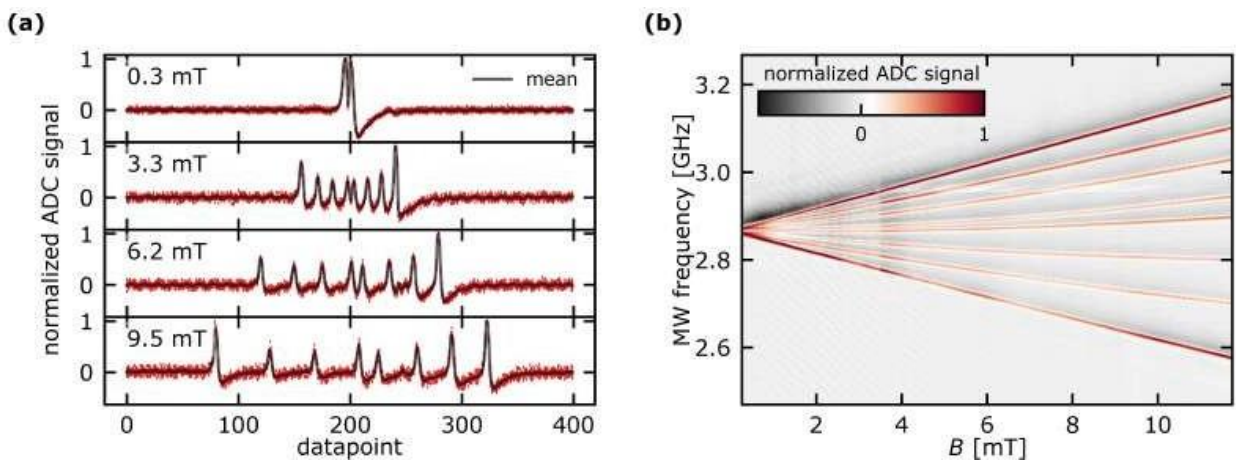 (a)
normalized ADC signal
1
0
0.3 mT
mean
1
0
3.3 mT
1
0
6.2 mT
1
0
9.5 mT
0 100 200 300 400
datapoint
(b)
MW frequency [GHz]
3.2
3.0
2.8
2.6
normalized ADC signal
0 1
2 4 6 8 10
B [mT]